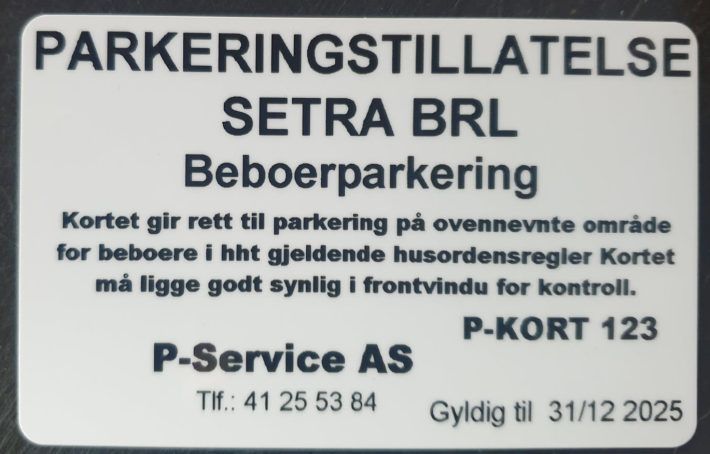 PARKERINGSTILLATELSE
SETRA BRL
Beboerparkering
Kortet gir rett til parkering på ovennevnte område
for beboere i hht gjeldende husordensregler Kortet
må ligge godt synlig i frontvindu for kontroll.
P-KORT 123
P-Service AS
Tlf.: 41 25 53 84
Gyldig til 31/12 2025